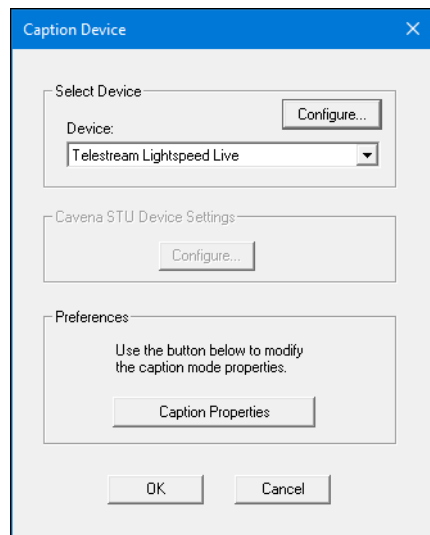 Caption Device
Select Device
Configure...
Device:
Telestream Lightspeed Live
Cavena STU Device Settings
Configure...
Preferences
Use the button below to modify
the caption mode properties.
Caption Properties
OK
Cancel